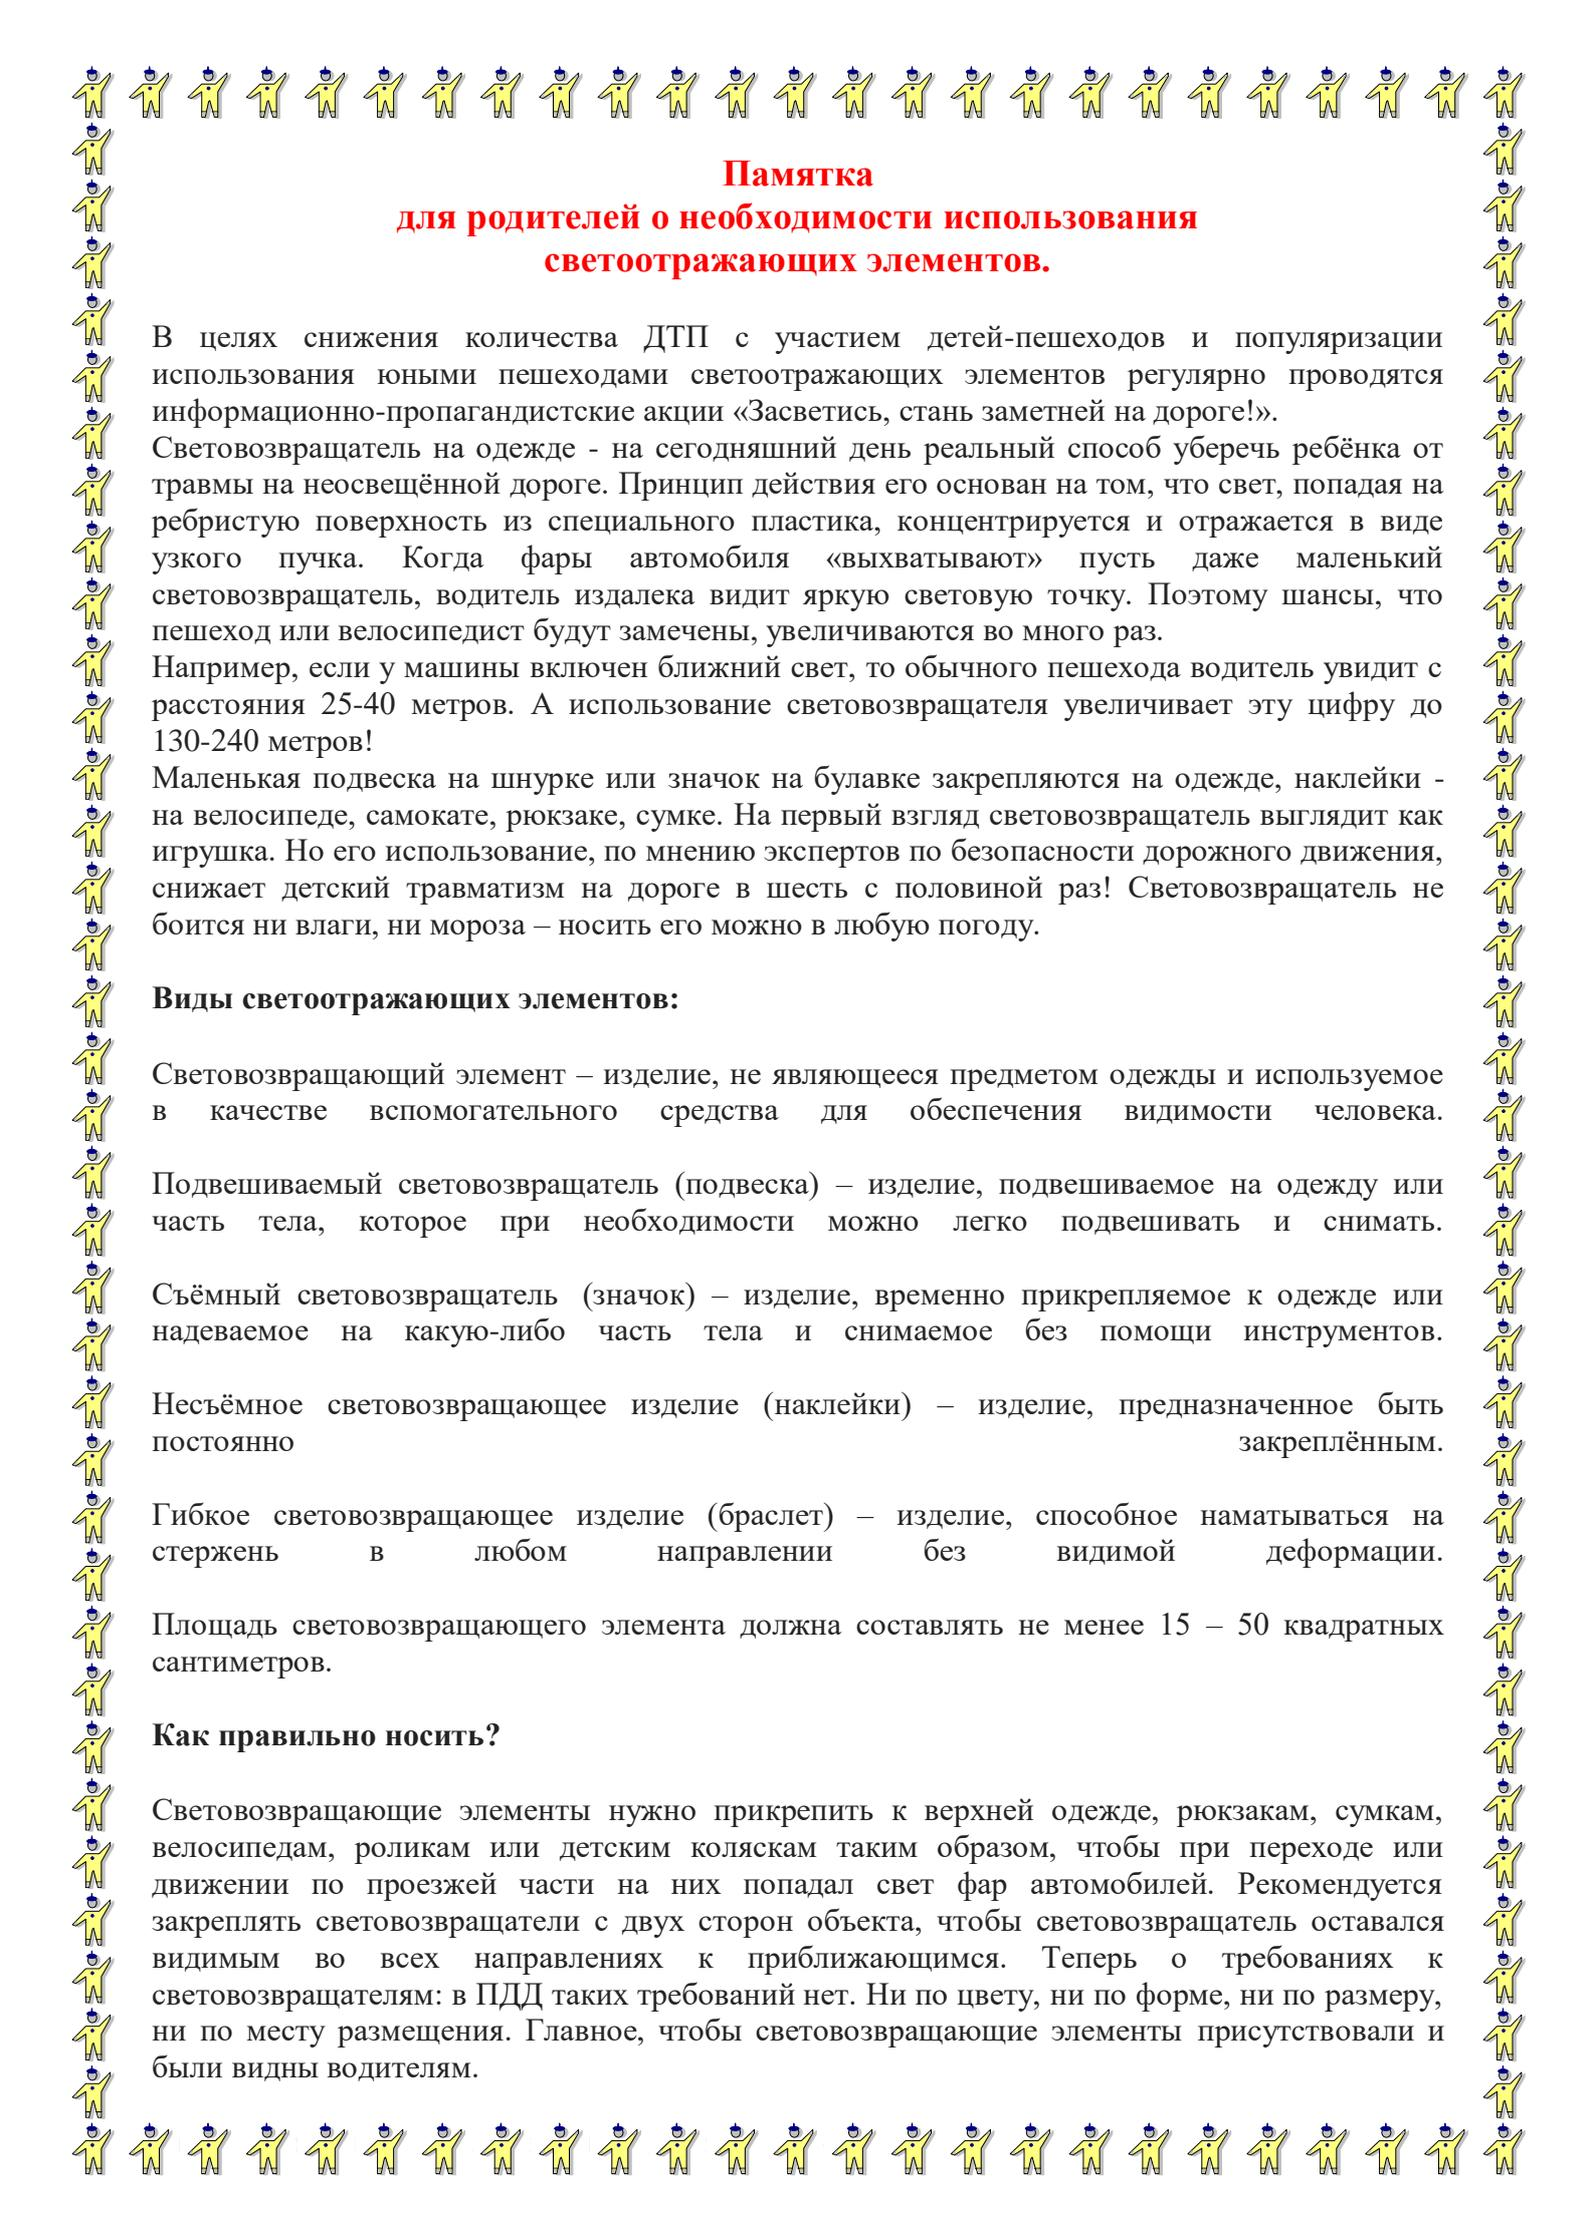 Памятка
для родителей о необходимости использования
светоотражающих элементов.
В целях снижения количества ДТП с участием детей-пешеходов и популяризации
использования юными пешеходами светоотражающих элементов регулярно проводятся
информационно-пропагандистские акции «Засветись, стань заметней на дороге!».
Световозвращатель на одежде - на сегодняшний день реальный способ уберечь ребёнка от
травмы на неосвещённой дороге. Принцип действия его основан на том, что свет, попадая на
ребристую поверхность из специального пластика, концентрируется и отражается в виде
узкого пучка. Когда фары автомобиля «выхватывают» пусть даже маленький
световозвращатель, водитель издалека видит яркую световую точку. Поэтому шансы, что
пешеход или велосипедист будут замечены, увеличиваются во много раз.
Например, если у машины включен ближний свет, то обычного пешехода водитель увидит с
расстояния 25-40 метров. А использование световозвращателя увеличивает эту цифру до
130-240 метров!
Маленькая подвеска на шнурке или значок на булавке закрепляются на одежде, наклейки -
на велосипеде, самокате, рюкзаке, сумке. На первый взгляд световозвращатель выглядит как
игрушка. Но его использование, по мнению экспертов по безопасности дорожного движения,
снижает детский травматизм на дороге в шесть с половиной раз! Световозвращатель не
боится ни влаги, ни мороза – носить его можно в любую погоду.
Виды светоотражающих элементов:
Световозвращающий элемент – изделие, не являющееся предметом одежды и используемое
в качестве вспомогательного средства для обеспечения видимости человека.
Подвешиваемый световозвращатель (подвеска) – изделие, подвешиваемое на одежду или
часть тела, которое при необходимости можно легко подвешивать и снимать.
Съёмный световозвращатель (значок) – изделие, временно прикрепляемое к одежде или
надеваемое на какую-либо часть тела и снимаемое без помощи инструментов.
Несъёмное световозвращающее изделие (наклейки) – изделие, предназначенное быть
постоянно закреплённым.
Гибкое световозвращающее изделие (браслет) – изделие, способное наматываться на
стержень в любом направлении без видимой деформации.
Площадь световозвращающего элемента должна составлять не менее 15 – 50 квадратных
сантиметров.
Как правильно носить?
Световозвращающие элементы нужно прикрепить к верхней одежде, рюкзакам, сумкам,
велосипедам, роликам или детским коляскам таким образом, чтобы при переходе или
движении по проезжей части на них попадал свет фар автомобилей. Рекомендуется
закреплять световозвращатели с двух сторон объекта, чтобы световозвращатель оставался
видимым во всех направлениях к приближающимся. Теперь о требованиях к
световозвращателям: в ПДД таких требований нет. Ни по цвету, ни по форме, ни по размеру,
ни по месту размещения. Главное, чтобы световозвращающие элементы присутствовали и
были видны водителям.